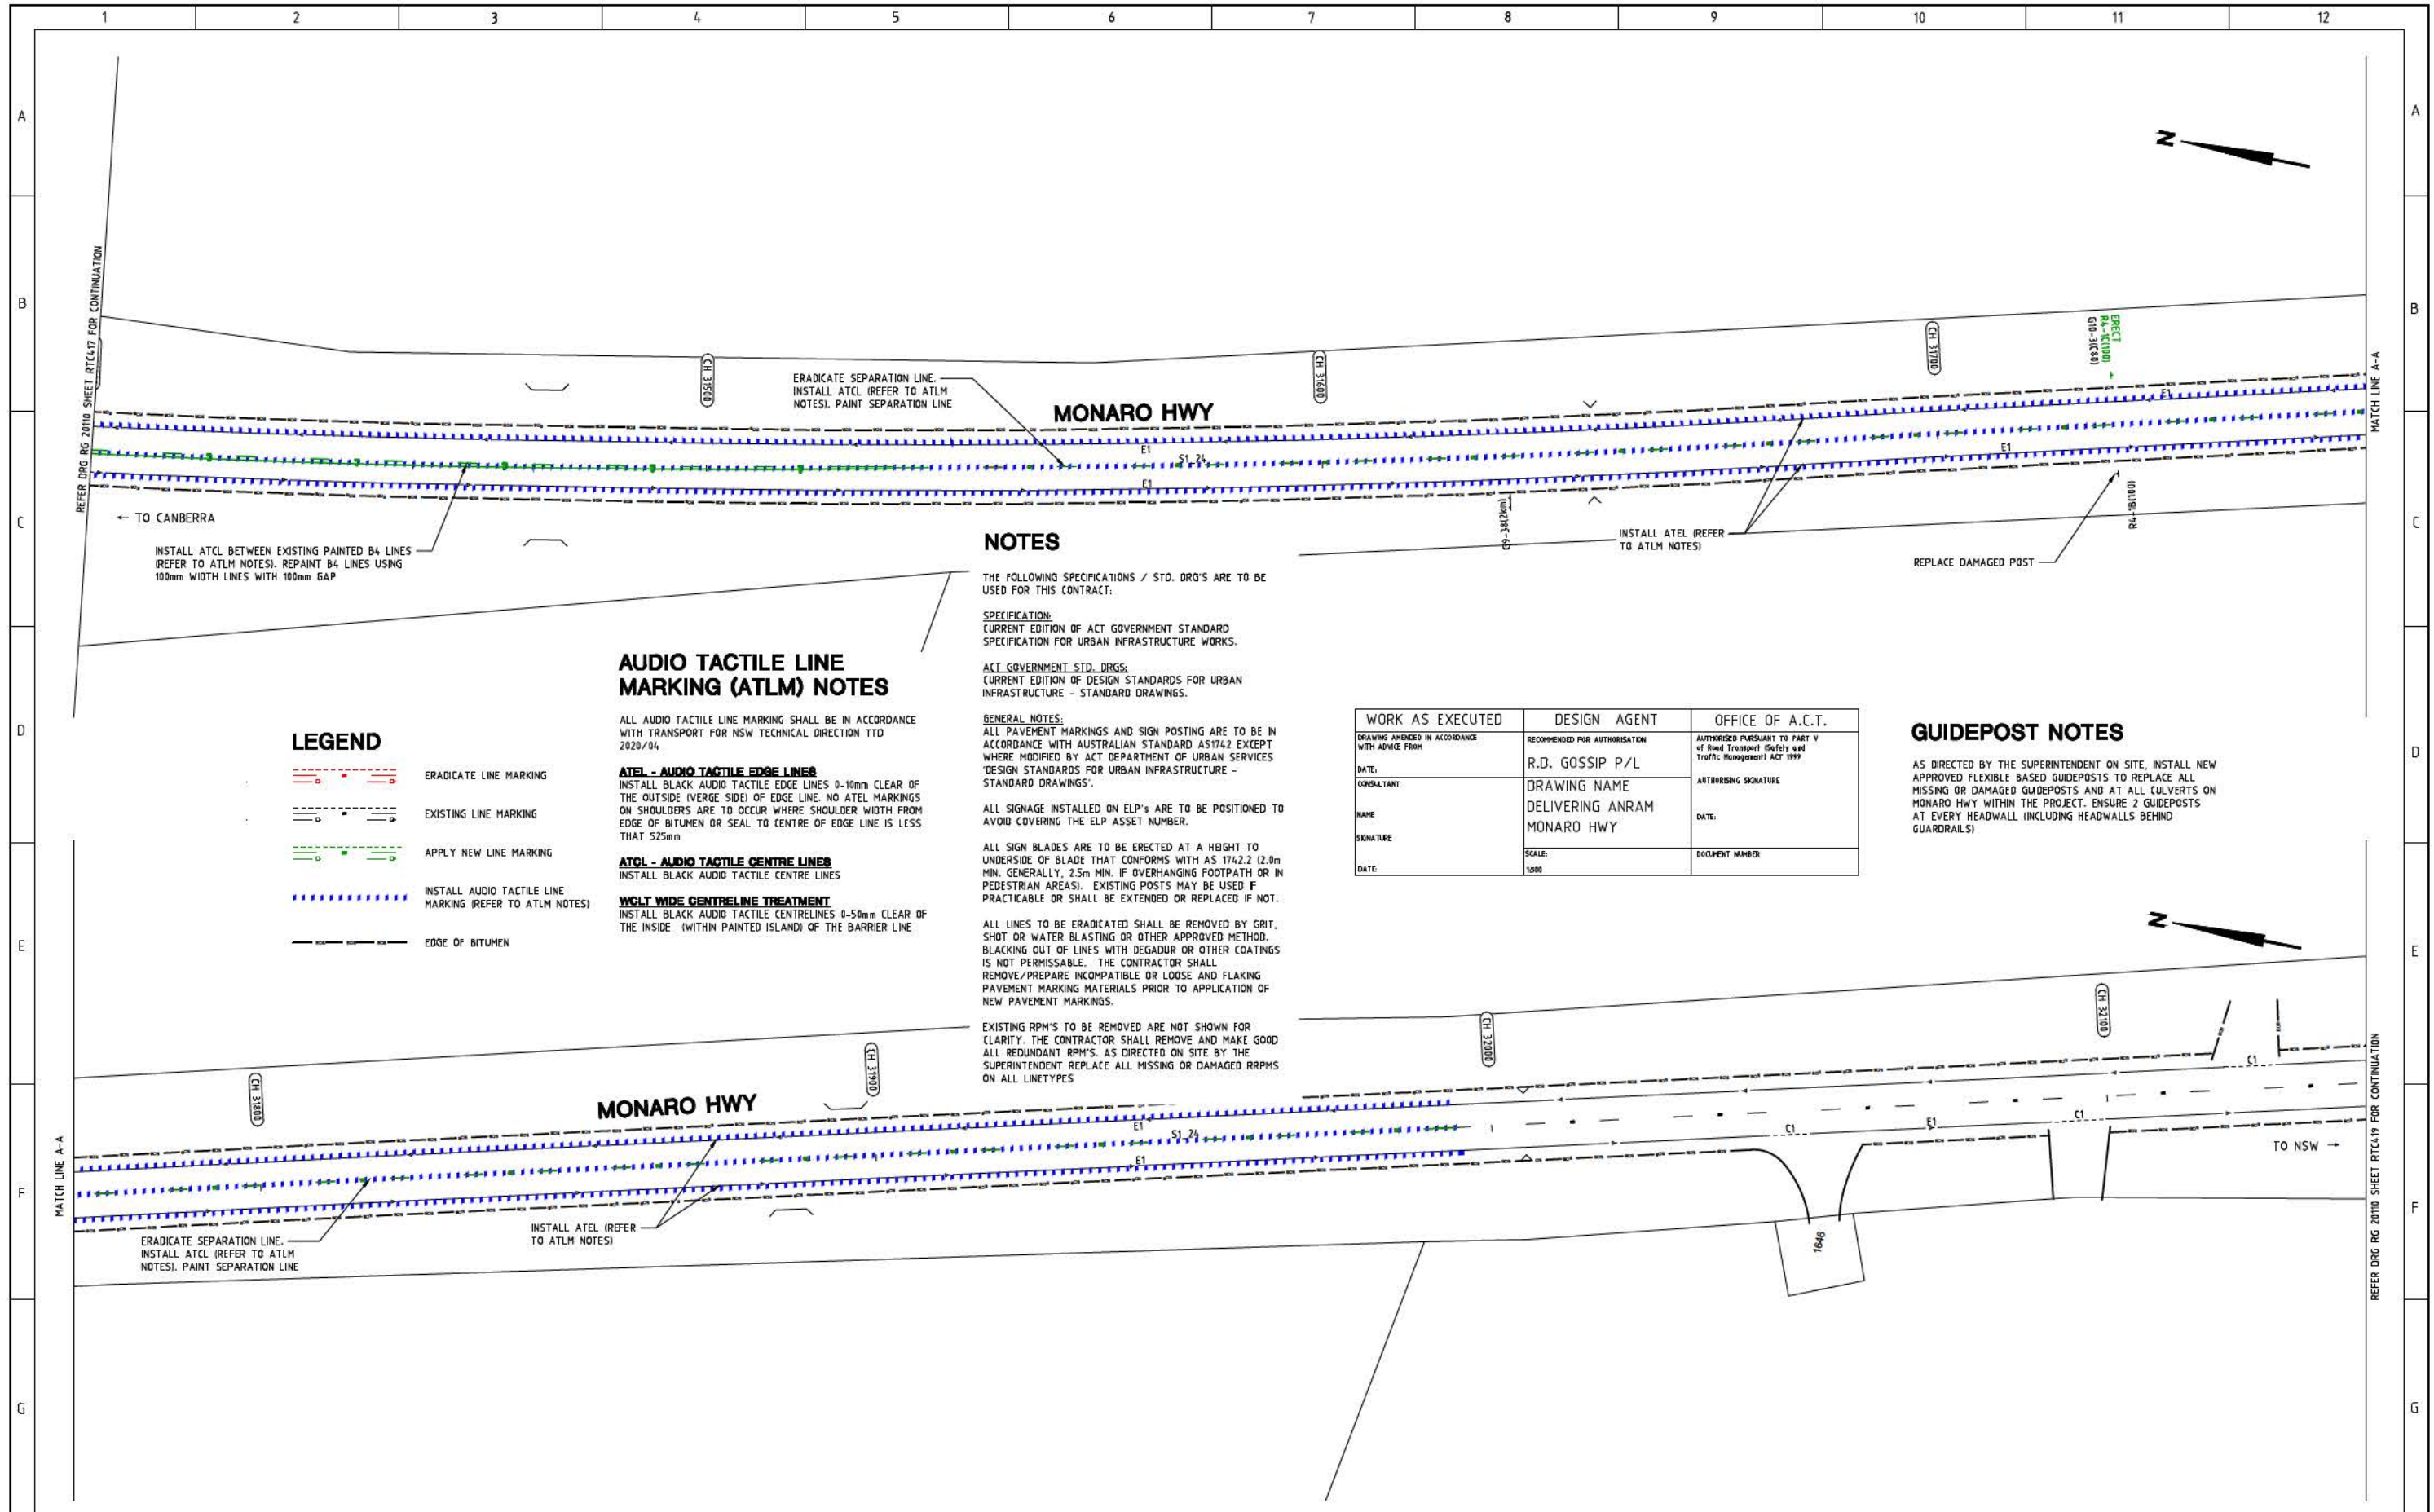 1 2 3 4 5 6 7 8 9 10 11 12
A
B
C
D
E
F
G
A
B
C
D
E
F
G
N
REFER DRG RG 20110 SHEET RTC417 FOR CONTINUATION
CH 31500
CH 31600
CH 31700
ERECT
R4-1C(100)
G10-3(C80)
MATCH LINE A-A
ERADICATE SEPARATION LINE.
INSTALL ATCL (REFER TO ATLM
NOTES). PAINT SEPARATION LINE
MONARO HWY
E1
E1
S1 24
E1
E1
← TO CANBERRA
INSTALL ATCL BETWEEN EXISTING PAINTED B4 LINES
(REFER TO ATLM NOTES). REPAINT B4 LINES USING
100mm WIDTH LINES WITH 100mm GAP
G9-38(2km)
INSTALL ATEL (REFER
TO ATLM NOTES)
R4-1B(100)
REPLACE DAMAGED POST
LEGEND
ERADICATE LINE MARKING
EXISTING LINE MARKING
APPLY NEW LINE MARKING
INSTALL AUDIO TACTILE LINE
MARKING (REFER TO ATLM NOTES)
EDGE OF BITUMEN
AUDIO TACTILE LINE
MARKING (ATLM) NOTES
ALL AUDIO TACTILE LINE MARKING SHALL BE IN ACCORDANCE
WITH TRANSPORT FOR NSW TECHNICAL DIRECTION TTD
2020/04
ATEL - AUDIO TACTILE EDGE LINES
INSTALL BLACK AUDIO TACTILE EDGE LINES 0-10mm CLEAR OF
THE OUTSIDE (VERGE SIDE) OF EDGE LINE. NO ATEL MARKINGS
ON SHOULDERS ARE TO OCCUR WHERE SHOULDER WIDTH FROM
EDGE OF BITUMEN OR SEAL TO CENTRE OF EDGE LINE IS LESS
THAT 525mm
ATCL - AUDIO TACTILE CENTRE LINES
INSTALL BLACK AUDIO TACTILE CENTRE LINES
WCLT WIDE CENTRELINE TREATMENT
INSTALL BLACK AUDIO TACTILE CENTRELINES 0-50mm CLEAR OF
THE INSIDE (WITHIN PAINTED ISLAND) OF THE BARRIER LINE
NOTES
THE FOLLOWING SPECIFICATIONS / STD. DRG'S ARE TO BE
USED FOR THIS CONTRACT:
SPECIFICATION:
CURRENT EDITION OF ACT GOVERNMENT STANDARD
SPECIFICATION FOR URBAN INFRASTRUCTURE WORKS.
ACT GOVERNMENT STD. DRGS:
CURRENT EDITION OF DESIGN STANDARDS FOR URBAN
INFRASTRUCTURE - STANDARD DRAWINGS.
GENERAL NOTES:
ALL PAVEMENT MARKINGS AND SIGN POSTING ARE TO BE IN
ACCORDANCE WITH AUSTRALIAN STANDARD AS1742 EXCEPT
WHERE MODIFIED BY ACT DEPARTMENT OF URBAN SERVICES
'DESIGN STANDARDS FOR URBAN INFRASTRUCTURE -
STANDARD DRAWINGS'.
ALL SIGNAGE INSTALLED ON ELP's ARE TO BE POSITIONED TO
AVOID COVERING THE ELP ASSET NUMBER.
ALL SIGN BLADES ARE TO BE ERECTED AT A HEIGHT TO
UNDERSIDE OF BLADE THAT CONFORMS WITH AS 1742.2 (2.0m
MIN. GENERALLY, 2.5m MIN. IF OVERHANGING FOOTPATH OR IN
PEDESTRIAN AREAS). EXISTING POSTS MAY BE USED IF
PRACTICABLE OR SHALL BE EXTENDED OR REPLACED IF NOT.
ALL LINES TO BE ERADICATED SHALL BE REMOVED BY GRIT,
SHOT OR WATER BLASTING OR OTHER APPROVED METHOD.
BLACKING OUT OF LINES WITH DEGADUR OR OTHER COATINGS
IS NOT PERMISSABLE. THE CONTRACTOR SHALL
REMOVE/PREPARE INCOMPATIBLE OR LOOSE AND FLAKING
PAVEMENT MARKING MATERIALS PRIOR TO APPLICATION OF
NEW PAVEMENT MARKINGS.
EXISTING RPM'S TO BE REMOVED ARE NOT SHOWN FOR
CLARITY. THE CONTRACTOR SHALL REMOVE AND MAKE GOOD
ALL REDUNDANT RPM'S. AS DIRECTED ON SITE BY THE
SUPERINTENDENT REPLACE ALL MISSING OR DAMAGED RRPMS
ON ALL LINETYPES
WORK AS EXECUTED
DRAWING AMENDED IN ACCORDANCE
WITH ADVICE FROM
DATE:
CONSULTANT
NAME
SIGNATURE
DATE:
DESIGN AGENT
RECOMMENDED FOR AUTHORISATION
R.D. GOSSIP P/L
DRAWING NAME
DELIVERING ANRAM
MONARO HWY
SCALE:
1:500
OFFICE OF A.C.T.
AUTHORISED PURSUANT TO PART V
of Road Transport (Safety and
Traffic Management) ACT 1999
AUTHORISING SIGNATURE
DATE:
DOCUMENT NUMBER
GUIDEPOST NOTES
AS DIRECTED BY THE SUPERINTENDENT ON SITE, INSTALL NEW
APPROVED FLEXIBLE BASED GUIDEPOSTS TO REPLACE ALL
MISSING OR DAMAGED GUIDEPOSTS AND AT ALL CULVERTS ON
MONARO HWY WITHIN THE PROJECT. ENSURE 2 GUIDEPOSTS
AT EVERY HEADWALL (INCLUDING HEADWALLS BEHIND
GUARDRAILS)
N
MATCH LINE A-A
CH 31800
CH 31900
CH 32000
CH 32100
MONARO HWY
E1
S1 24
E1
C1
E1
C1
C1
TO NSW →
ERADICATE SEPARATION LINE.
INSTALL ATCL (REFER TO ATLM
NOTES). PAINT SEPARATION LINE
INSTALL ATEL (REFER
TO ATLM NOTES)
1646
REFER DRG RG 20110 SHEET RTC419 FOR CONTINUATION